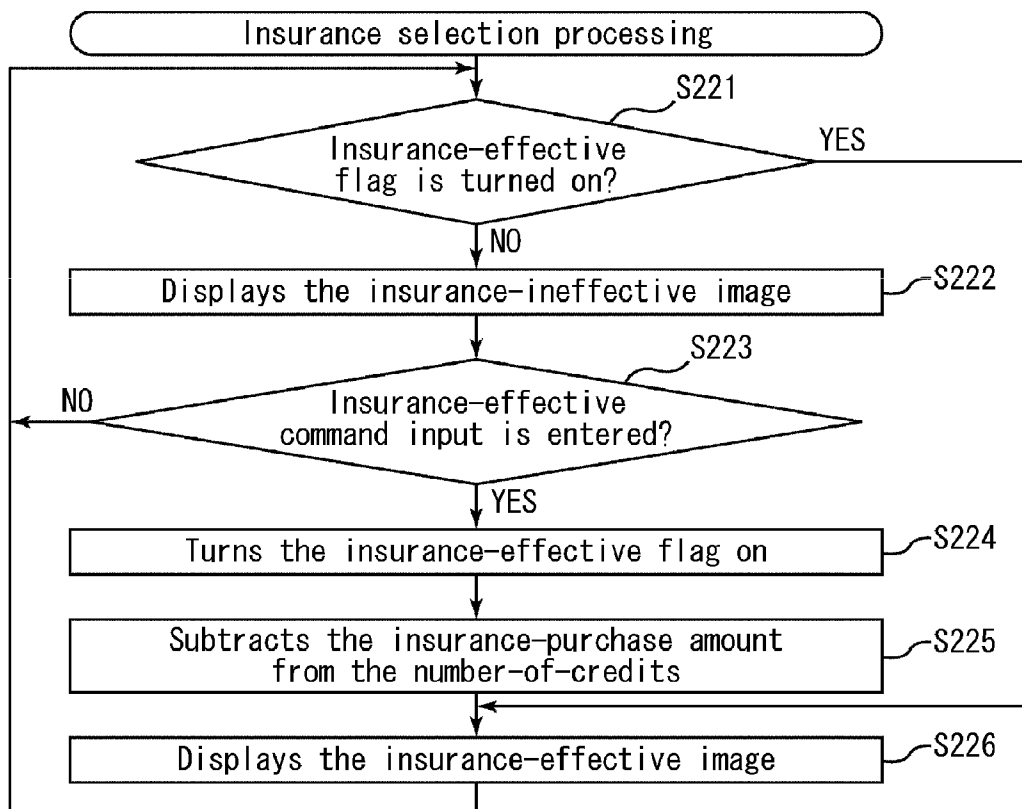 Insurance selection processing
S221
Insurance-effective
flag is turned on?
YES
NO
Displays the insurance-ineffective image
S222
S223
Insurance-effective
command input is entered?
NO
YES
Turns the insurance-effective flag on
S224
Subtracts the insurance-purchase amount
from the number-of-credits
S225
Displays the insurance-effective image
S226